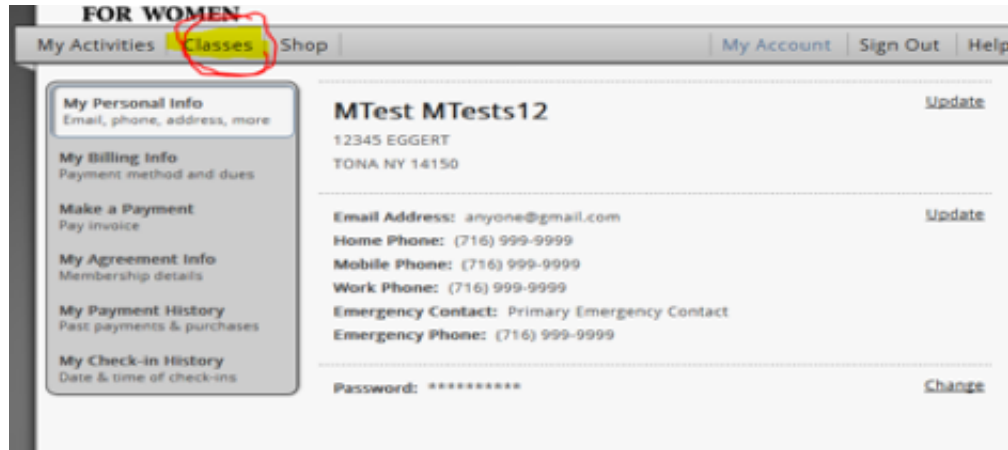 FOR WOMEN
My Activities Classes Shop My Account Sign Out Help
My Personal Info
Email, phone, address, more
My Billing Info
Payment method and dues
Make a Payment
Pay invoice
My Agreement Info
Membership details
My Payment History
Past payments & purchases
My Check-in History
Date & time of check-ins
MTest MTests12 Update
12345 EGGERT
TONA NY 14150
Email Address: anyone@gmail.com Update
Home Phone: (716) 999-9999
Mobile Phone: (716) 999-9999
Work Phone: (716) 999-9999
Emergency Contact: Primary Emergency Contact
Emergency Phone: (716) 999-9999
Password: ********** Change